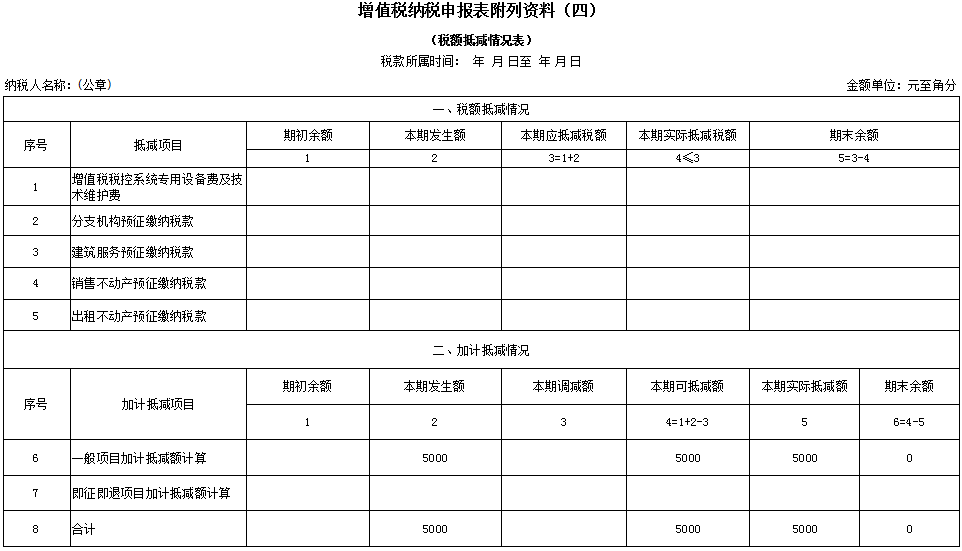 增值税纳税申报表附列资料（四）
（税额抵减情况表）
税款所属时间： 年 月 日至 年 月 日
纳税人名称：(公章) 金额单位：元至角分
一、税额抵减情况
序号 抵减项目 期初余额 本期发生额 本期应抵减税额 本期实际抵减税额 期末余额
1 2 3=1+2 4≤3 5=3-4
1 增值税税控系统专用设备费及技
术维护费
2 分支机构预征缴纳税款
3 建筑服务预征缴纳税款
4 销售不动产预征缴纳税款
5 出租不动产预征缴纳税款
二、加计抵减情况
序号 加计抵减项目 期初余额 本期发生额 本期调减额 本期可抵减额 本期实际抵减额 期末余额
1 2 3 4=1+2-3 5 6=4-5
6 一般项目加计抵减额计算 5000 5000 5000 0
7 即征即退项目加计抵减额计算
8 合计 5000 5000 5000 0